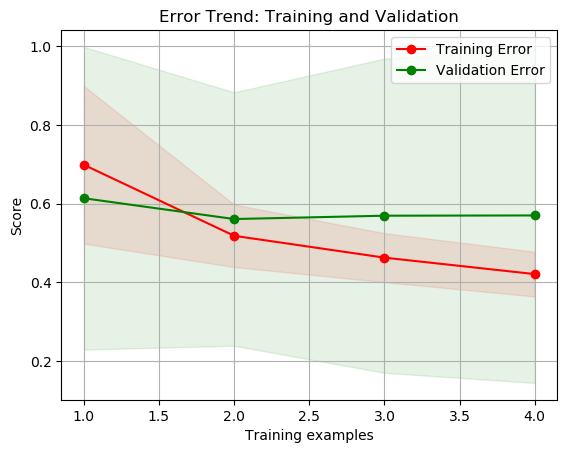 Error Trend: Training and Validation
1.0
0.8
0.6
0.4
0.2
Score
Training Error
Validation Error
1.0 1.5 2.0 2.5 3.0 3.5 4.0
Training examples